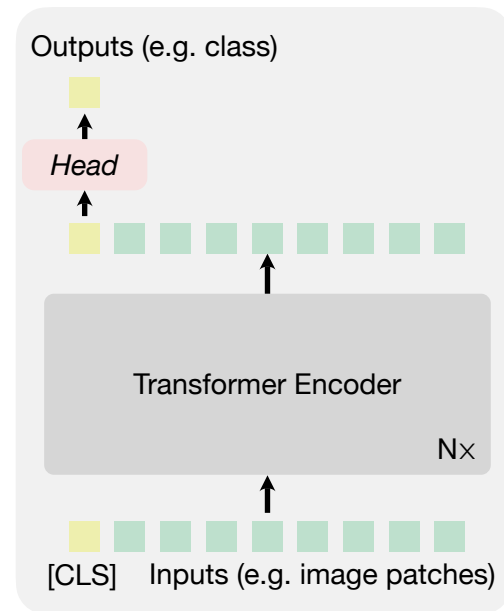 Outputs (e.g. class)
Head
Transformer Encoder
N×
[CLS] Inputs (e.g. image patches)